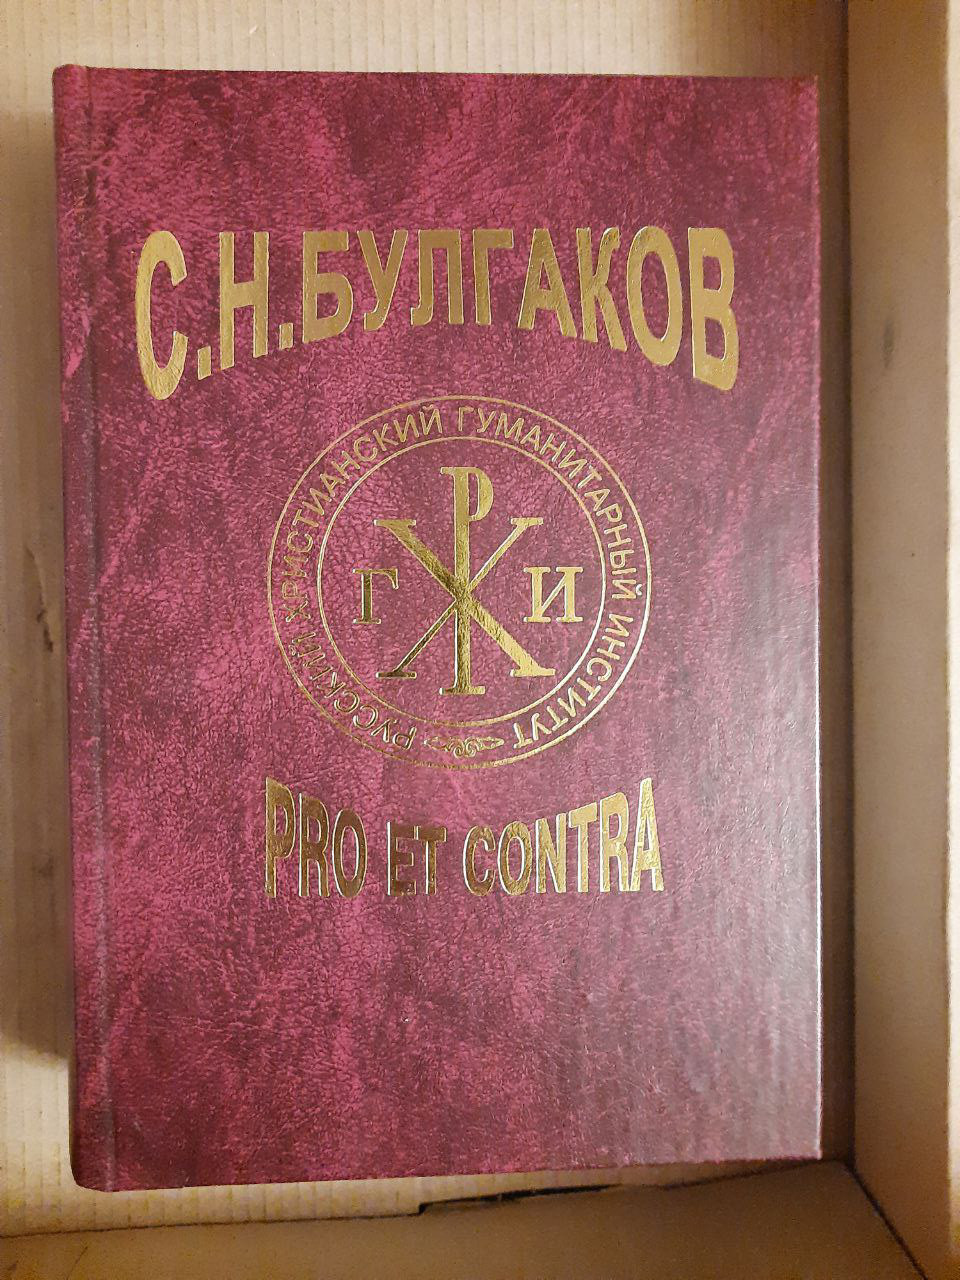 С.Н.БУЛГАКОВ
РУССКИЙ ХРИСТИАНСКИЙ ГУМАНИТАРНЫЙ ИНСТИТУТ
Р
Г Х И
PRO ET CONTRA